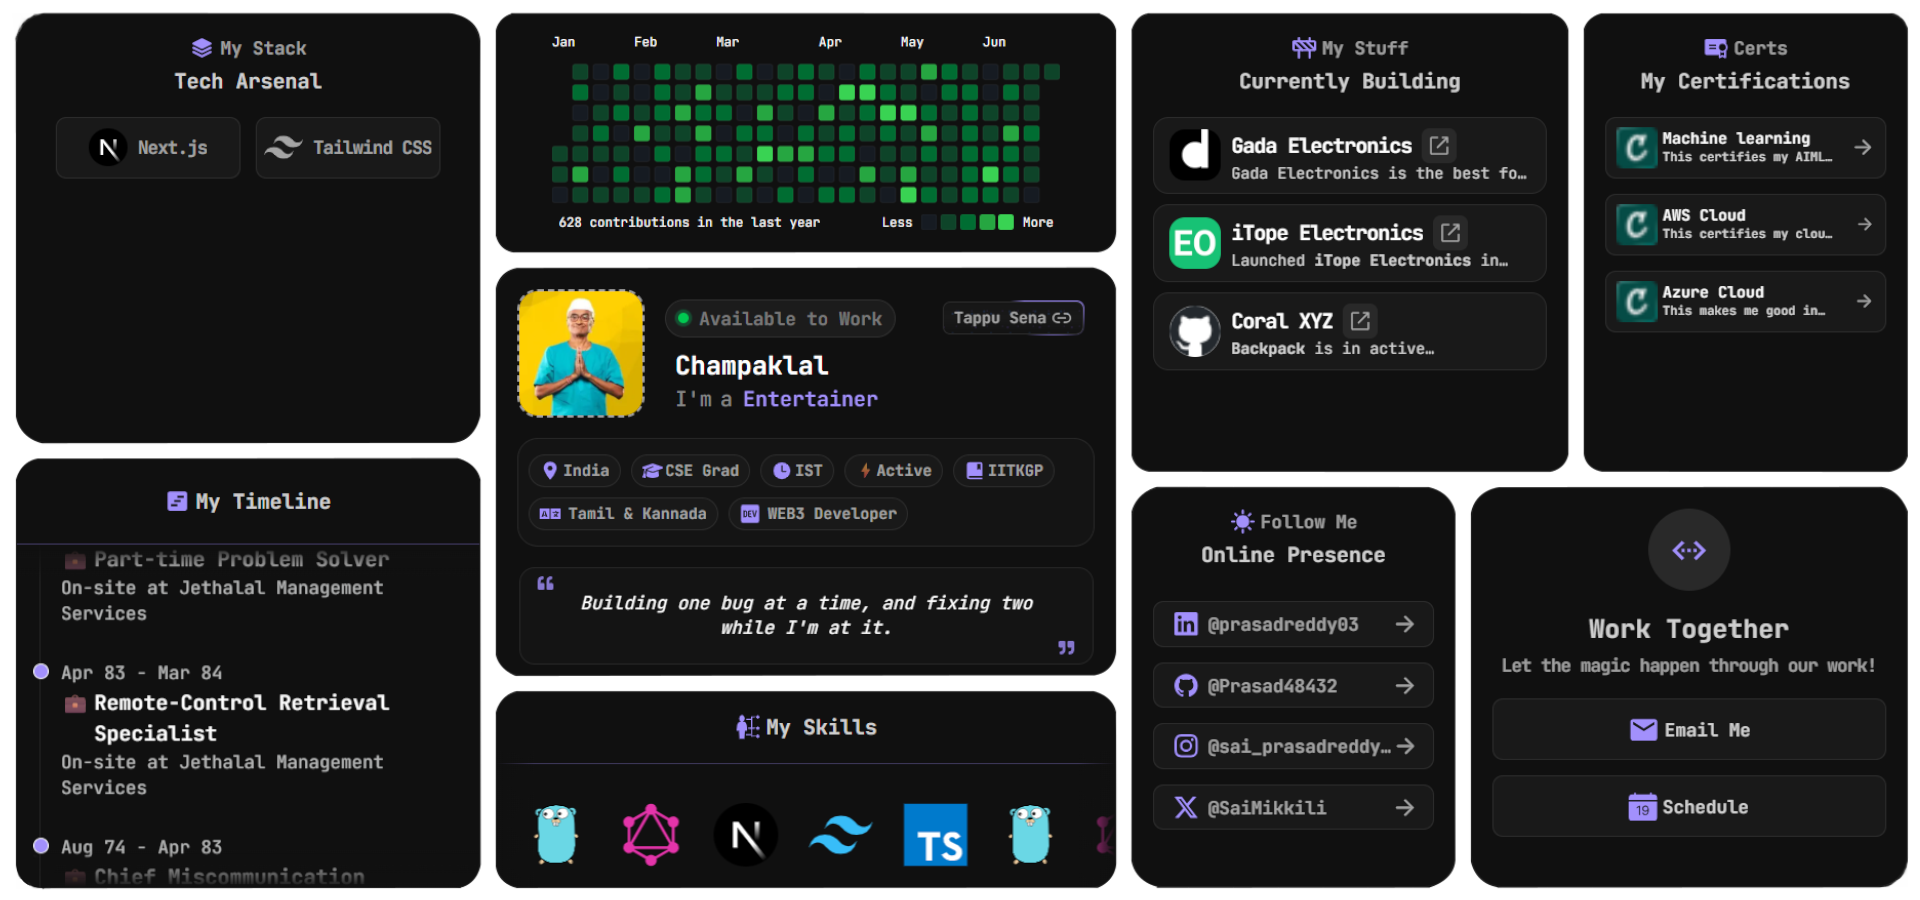 My Stack
Tech Arsenal
Next.js
Tailwind CSS
My Timeline
Part-time Problem Solver
On-site at Jethalal Management
Services
Apr 83 - Mar 84
Remote-Control Retrieval
Specialist
On-site at Jethalal Management
Services
Aug 74 - Apr 83
Chief Miscommunication
Jan Feb Mar Apr May Jun
628 contributions in the last year
Less More
Available to Work
Tappu Sena
Champaklal
I'm a Entertainer
India
CSE Grad
IST
Active
IITKGP
Tamil & Kannada
DEV
WEB3 Developer
“
Building one bug at a time, and fixing two
while I'm at it.
”
My Skills
N
TS
My Stuff
Currently Building
d
Gada Electronics
Gada Electronics is the best fo…
EO
iTope Electronics
Launched iTope Electronics in…
Coral XYZ
Backpack is in active…
Certs
My Certifications
C
Machine learning
This certifies my AIML…
C
AWS Cloud
This certifies my clou…
C
Azure Cloud
This makes me good in…
Follow Me
Online Presence
in
@prasadreddy03
@Prasad48432
@sai_prasadreddy…
X
@SaiMikkili
Work Together
Let the magic happen through our work!
Email Me
19
Schedule